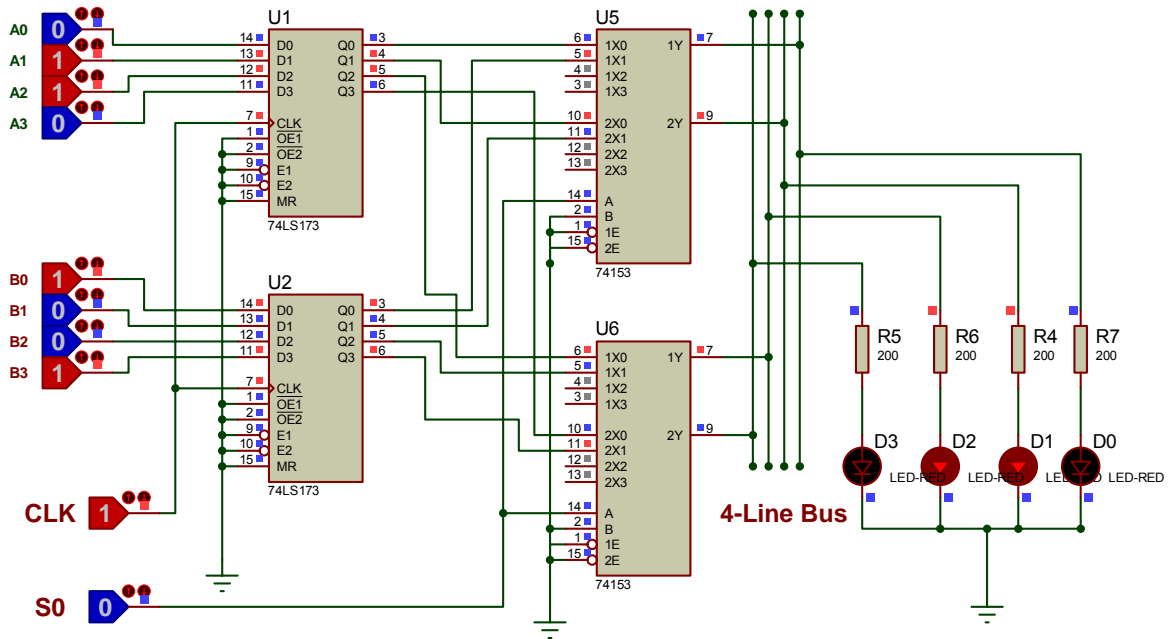 A0 0
A1 1
A2 1
A3 0
U1
14 D0 Q0 3
13 D1 Q1 4
12 D2 Q2 5
11 D3 Q3 6
7 CLK
1 OE1
2 OE2
9 E1
10 E2
15 MR
74LS173
B0 1
B1 0
B2 0
B3 1
U2
14 D0 Q0 3
13 D1 Q1 4
12 D2 Q2 5
11 D3 Q3 6
7 CLK
1 OE1
2 OE2
9 E1
10 E2
15 MR
74LS173
CLK 1
S0 0
U5
6 1X0 1Y 7
5 1X1
4 1X2
3 1X3
10 2X0 2Y 9
11 2X1
12 2X2
13 2X3
14 A
2 B
1 1E
15 2E
74153
U6
6 1X0 1Y 7
5 1X1
4 1X2
3 1X3
10 2X0 2Y 9
11 2X1
12 2X2
13 2X3
14 A
2 B
1 1E
15 2E
74153
4-Line Bus
R5 200
R6 200
R4 200
R7 200
D3 D2 D1 D0
LED-RED LED-RED LED-RED LED-RED